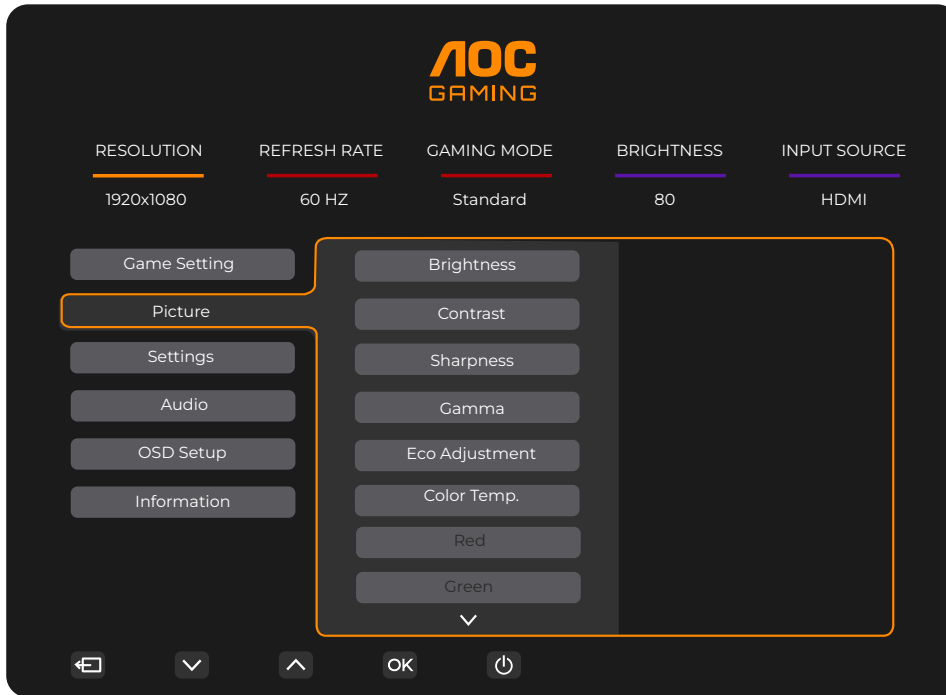 AOC
GAMING
RESOLUTION REFRESH RATE GAMING MODE BRIGHTNESS INPUT SOURCE
1920x1080 60 HZ Standard 80 HDMI
Game Setting Brightness
Picture Contrast
Settings Sharpness
Audio Gamma
OSD Setup Eco Adjustment
Information Color Temp.
Red
Green
OK